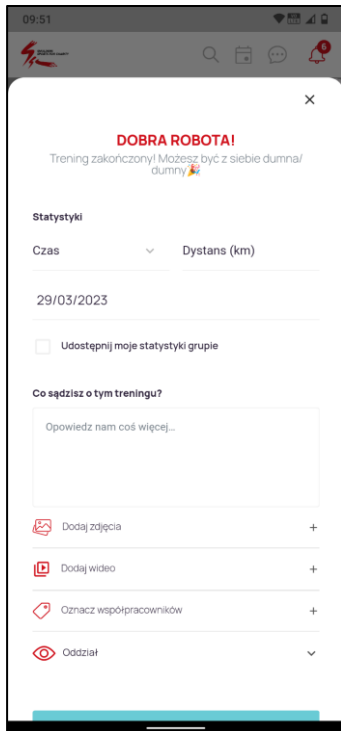 09:51
6
×
DOBRA ROBOTA!
Trening zakończony! Możesz być z siebie dumna/
dumny🎉
Statystyki
Czas
Dystans (km)
29/03/2023
Udostępnij moje statystyki grupie
Co sądzisz o tym treningu?
Opowiedz nam coś więcej...
Dodaj zdjęcia +
Dodaj wideo +
Oznacz współpracowników +
Oddział